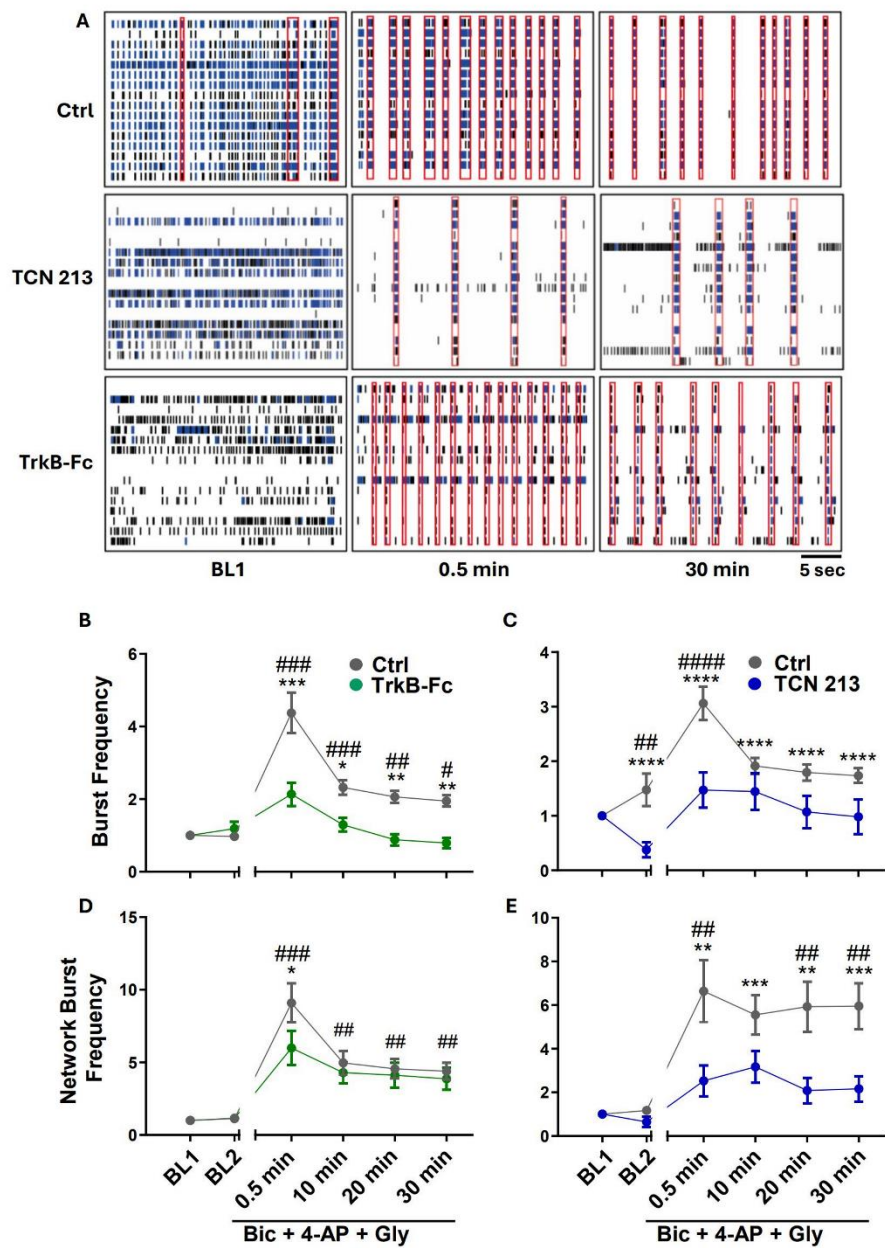 A
Ctrl
TCN 213
TrkB-Fc
BL1
0.5 min
30 min
5 sec
B
Burst Frequency
6
4
2
0
###
***
###
*
##
**
#
**
Ctrl
TrkB-Fc
C
4
3
2
1
0
##
****
####
****
****
****
****
Ctrl
TCN 213
D
Network Burst
Frequency
15
10
5
0
###
*
##
##
##
BL1
BL2
0.5 min
10 min
20 min
30 min
Bic + 4-AP + Gly
E
10
8
6
4
2
0
##
**
***
##
**
##
***
BL1
BL2
0.5 min
10 min
20 min
30 min
Bic + 4-AP + Gly